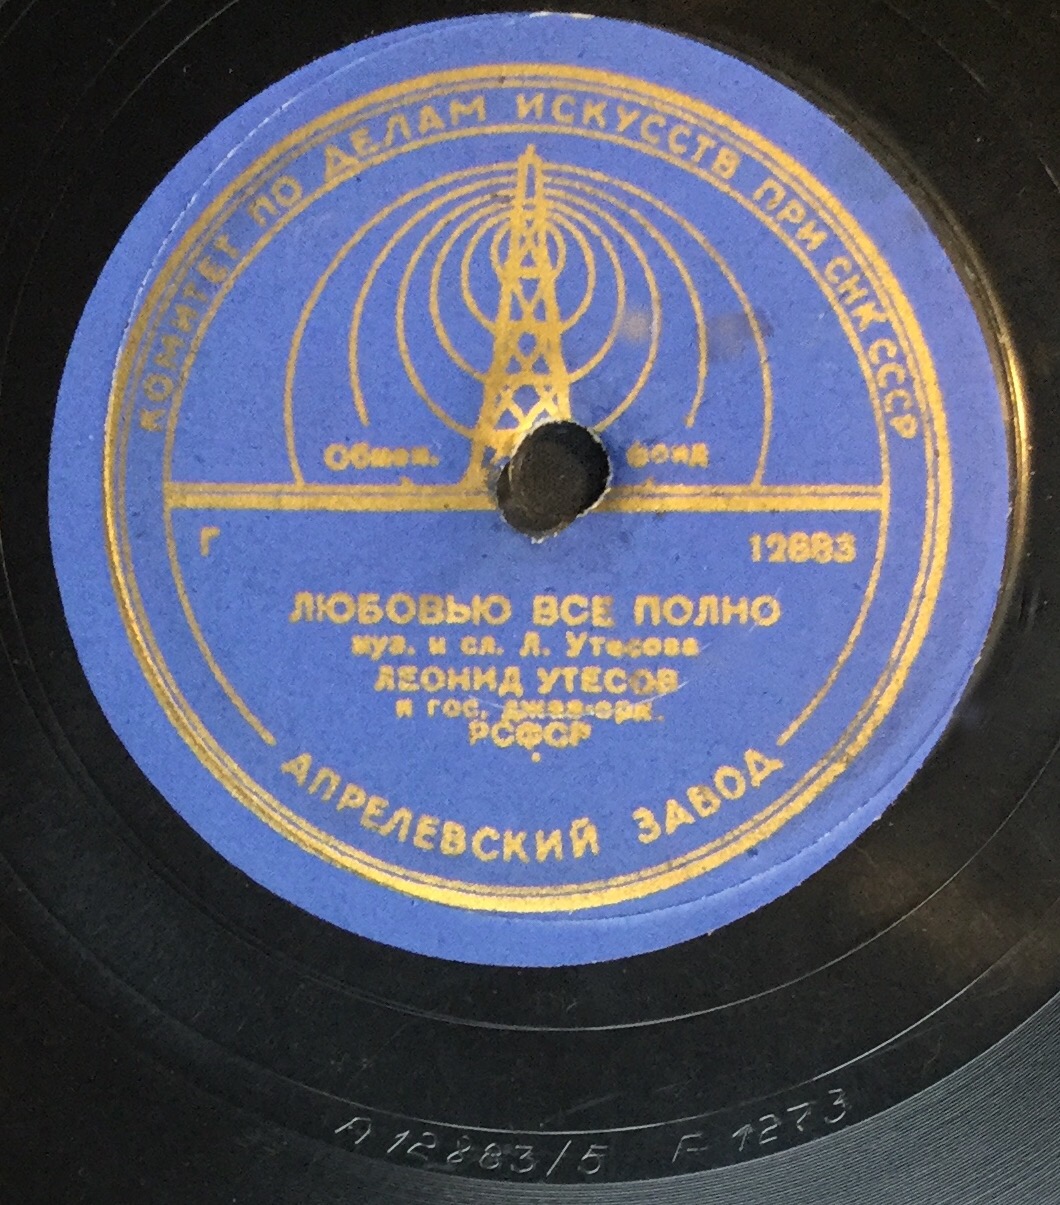 КОМИТЕТ ПО ДЕЛАМ ИСКУССТВ ПРИ СНК СССР
Обмен. фонд
Г 12883
ЛЮБОВЬЮ ВСЕ ПОЛНО
муз. и сл. Л. Утесова
ЛЕОНИД УТЕСОВ
и гос. джаз-орк.
РСФСР
АПРЕЛЕВСКИЙ ЗАВОД
А 12883/5 F 1273